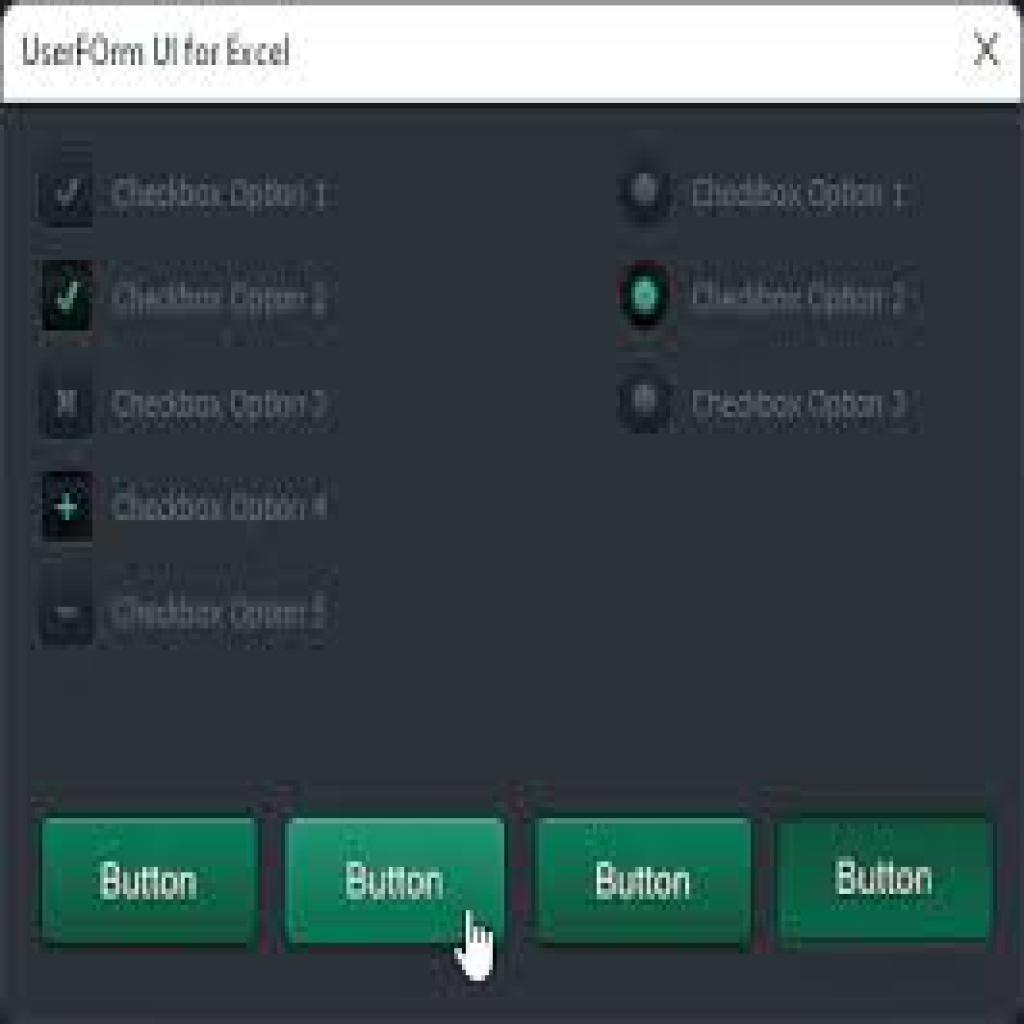 UserFOrm UI for Excel X
Checkbox Option 1
Checkbox Option 2
Checkbox Option 3
Checkbox Option 4
Checkbox Option 5
Checkbox Option 1
Checkbox Option 2
Checkbox Option 3
Button Button Button Button